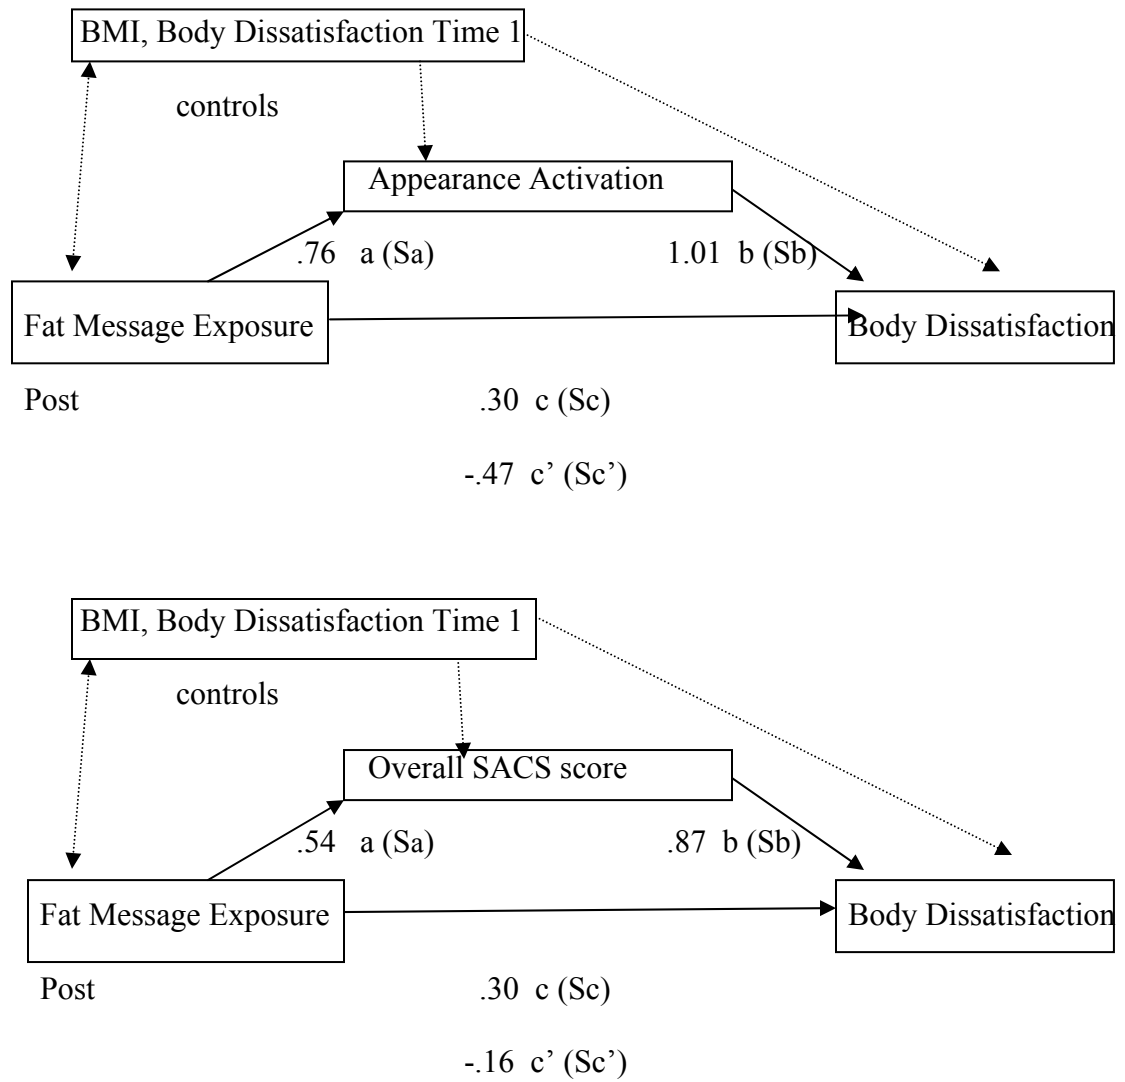 BMI, Body Dissatisfaction Time 1
controls
Appearance Activation
.76 a (Sa) 1.01 b (Sb)
Fat Message Exposure Body Dissatisfaction
Post .30 c (Sc)
-.47 c’ (Sc’)
BMI, Body Dissatisfaction Time 1
controls
Overall SACS score
.54 a (Sa) .87 b (Sb)
Fat Message Exposure Body Dissatisfaction
Post .30 c (Sc)
-.16 c’ (Sc’)